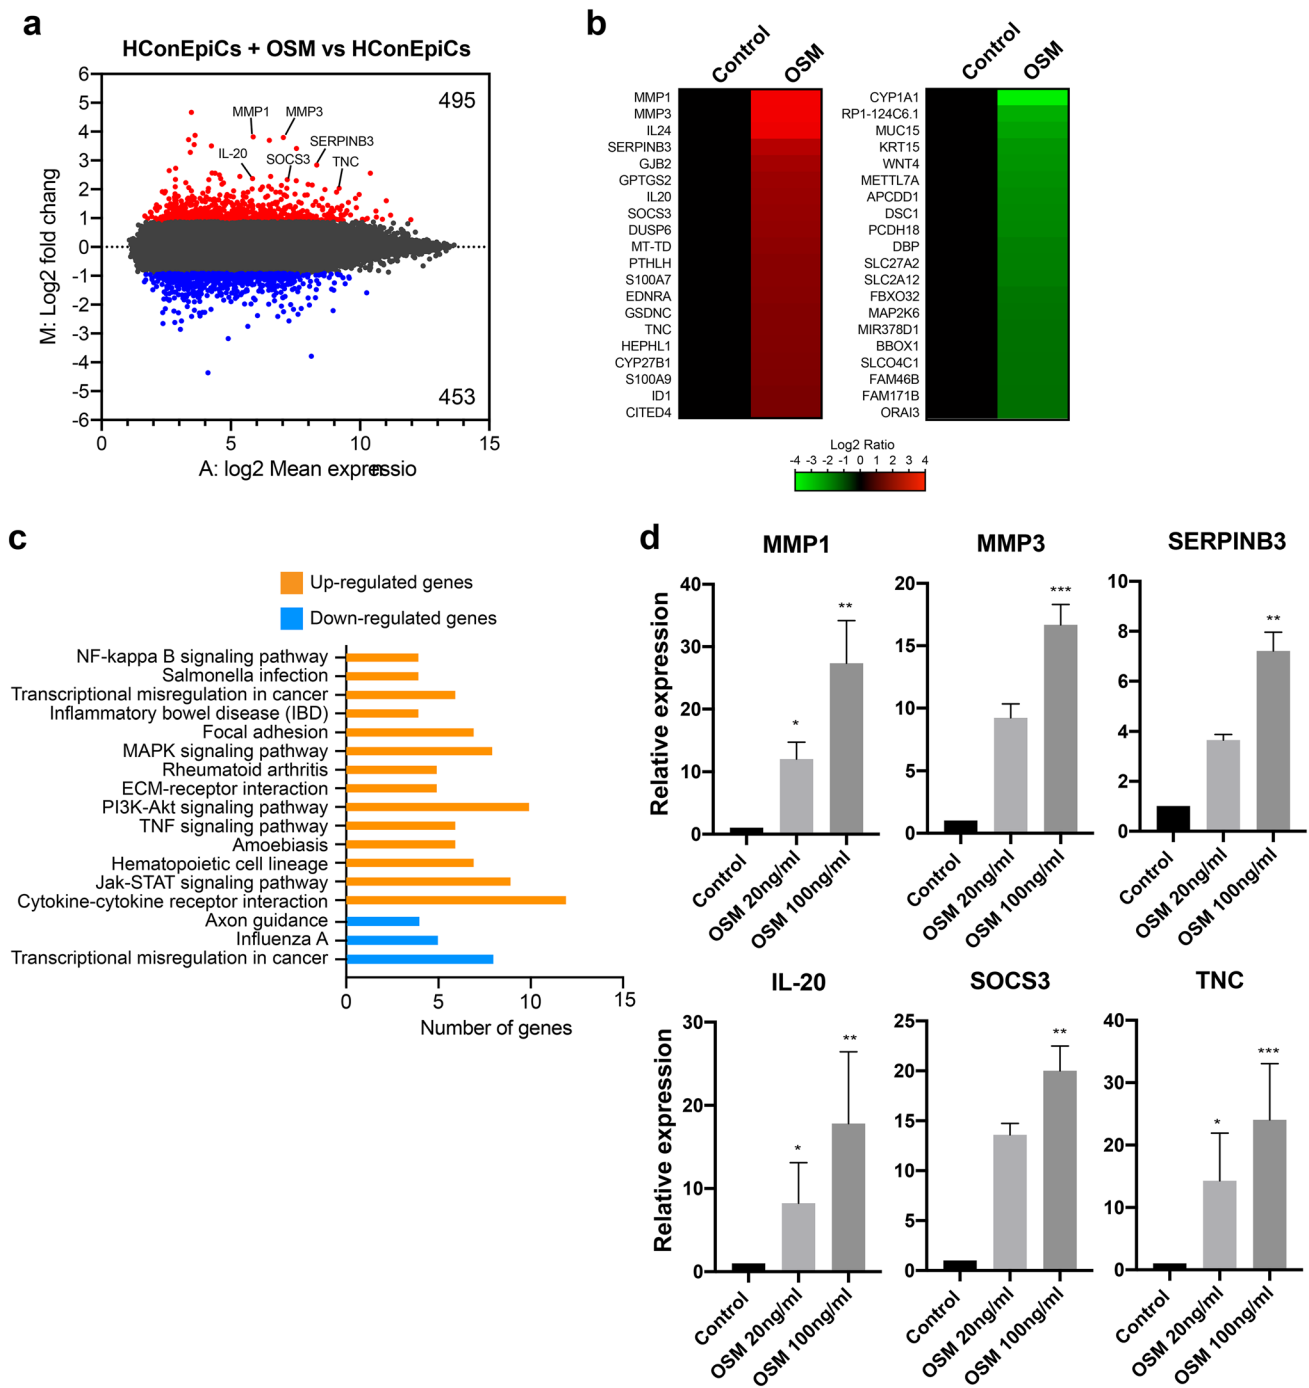 a
HConEpiCs + OSM vs HConEpiCs
6
5
4
3
2
1
0
-1
-2
-3
-4
-5
-6
M: Log2 fold chang
495
MMP1
MMP3
SERPINB3
IL-20
SOCS3
TNC
453
0
5
10
15
A: log2 Mean expressio
b
Control
OSM
MMP1
MMP3
IL24
SERPINB3
GJB2
GPTGS2
IL20
SOCS3
DUSP6
MT-TD
PTHLH
S100A7
EDNRA
GSDNC
TNC
HEPHL1
CYP27B1
S100A9
ID1
CITED4
Control
OSM
CYP1A1
RP1-124C6.1
MUC15
KRT15
WNT4
METTL7A
APCDD1
DSC1
PCDH18
DBP
SLC27A2
SLC2A12
FBXO32
MAP2K6
MIR378D1
BBOX1
SLCO4C1
FAM46B
FAM171B
ORAI3
Log2 Ratio
-4 -3 -2 -1 0 1 2 3 4
c
Up-regulated genes
Down-regulated genes
NF-kappa B signaling pathway
Salmonella infection
Transcriptional misregulation in cancer
Inflammatory bowel disease (IBD)
Focal adhesion
MAPK signaling pathway
Rheumatoid arthritis
ECM-receptor interaction
PI3K-Akt signaling pathway
TNF signaling pathway
Amoebiasis
Hematopoietic cell lineage
Jak-STAT signaling pathway
Cytokine-cytokine receptor interaction
Axon guidance
Influenza A
Transcriptional misregulation in cancer
0
5
10
15
Number of genes
d
MMP1
Relative expression
40
30
20
10
0
*
**
Control
OSM 20ng/ml
OSM 100ng/ml
MMP3
20
15
10
5
0
***
Control
OSM 20ng/ml
OSM 100ng/ml
SERPINB3
10
8
6
4
2
0
**
Control
OSM 20ng/ml
OSM 100ng/ml
IL-20
Relative expression
30
20
10
0
*
**
Control
OSM 20ng/ml
OSM 100ng/ml
SOCS3
25
20
15
10
5
0
**
Control
OSM 20ng/ml
OSM 100ng/ml
TNC
40
30
20
10
0
*
***
Control
OSM 20ng/ml
OSM 100ng/ml